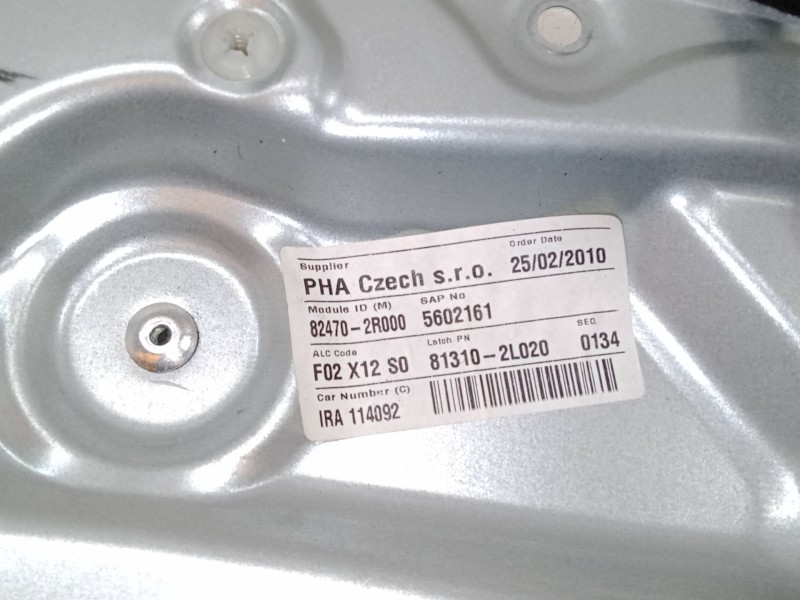 Supplier
Order Date
PHA Czech s.r.o. 25/02/2010
Module ID (M) SAP No
82470-2R000 5602161
ALC Code Latch PN SEQ
F02 X12 S0 81310-2L020 0134
Car Number (C)
IRA 114092